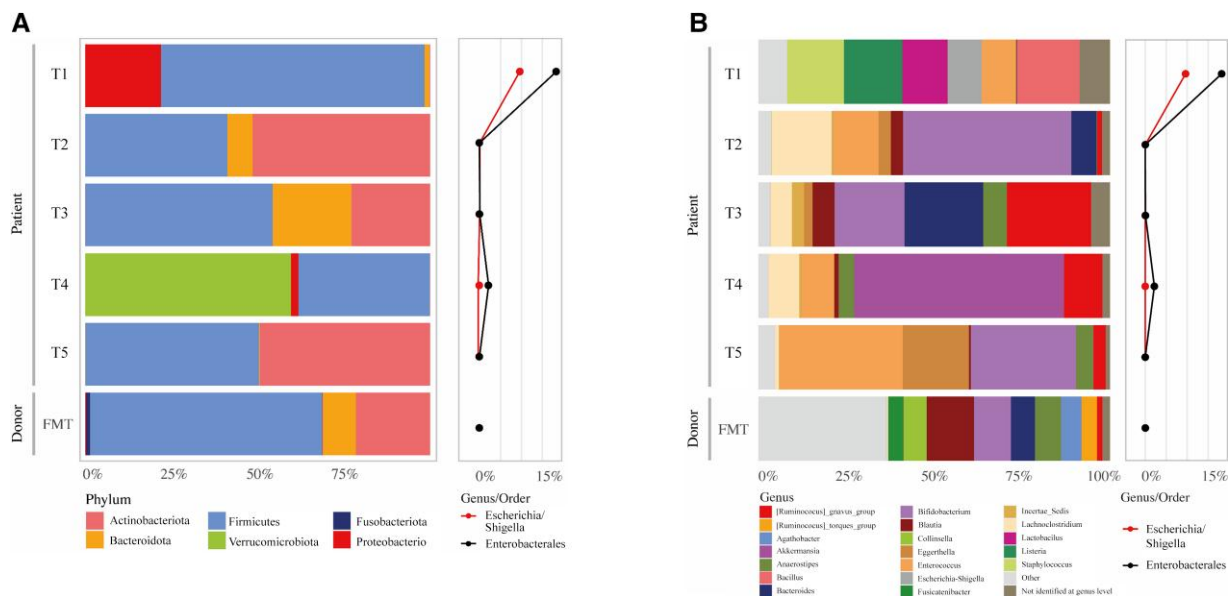 A
B
Patient
T1
T2
T3
T4
T5
Donor
FMT
0% 25% 50% 75%
0% 15%
Phylum
Actinobacteriota Firmicutes Fusobacteriota
Bacteroidota Verrucomicrobiota Proteobacterio
Genus/Order
Escherichia/
Shigella
Enterobacterales
Patient
T1
T2
T3
T4
T5
Donor
FMT
0% 25% 50% 75% 100%
0% 15%
Genus
[Ruminococcus]_gnavus_group Bifidobacterium Incertae_Sedis
[Ruminococcus]_torques_group Blautia Lachnoclostridium
Agathobacter Collinsella Lactobacilus
Akkermansia Eggerthella Listeria
Anaerostipes Enterococcus Staphylococcus
Bacillus Escherichia-Shigella Other
Bacteroides Fusicatenibacter Not identified at genus level
Genus/Order
Escherichia/
Shigella
Enterobacterales